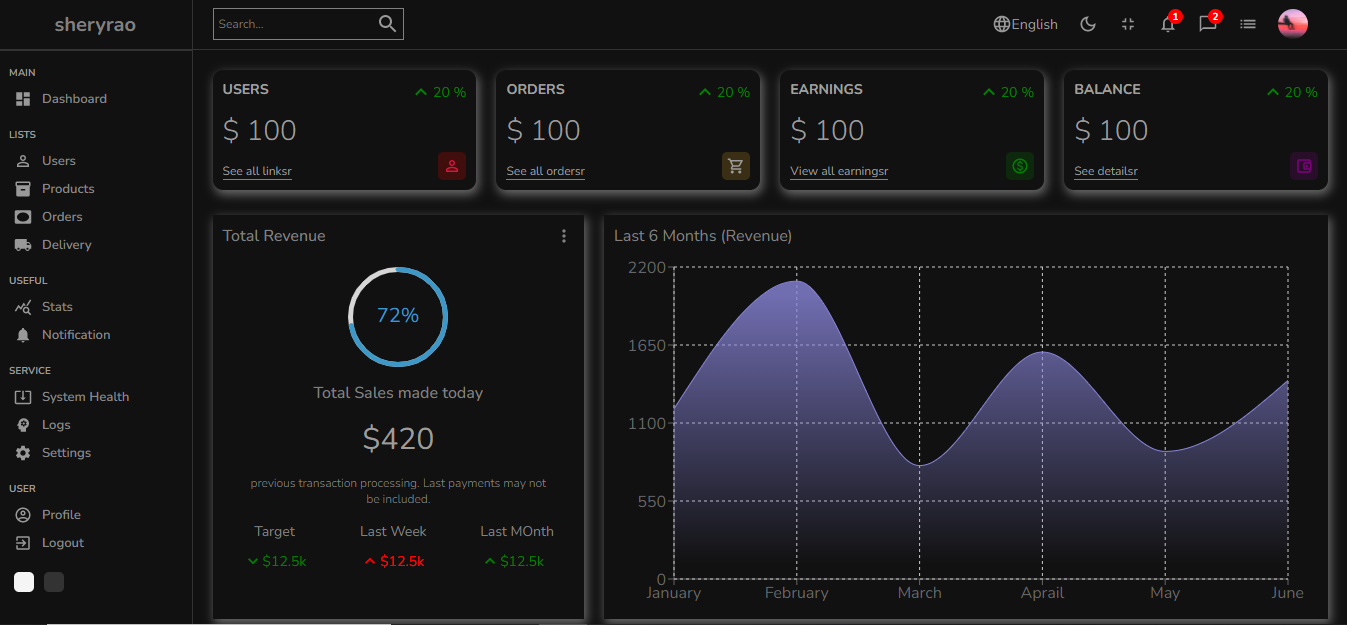 sheryrao
Search...
English
1
2
MAIN
Dashboard
LISTS
Users
Products
Orders
Delivery
USEFUL
Stats
Notification
SERVICE
System Health
Logs
Settings
USER
Profile
Logout
USERS
20 %
$ 100
See all linksr
ORDERS
20 %
$ 100
See all ordersr
EARNINGS
20 %
$ 100
View all earningsr
BALANCE
20 %
$ 100
See detailsr
Total Revenue
72%
Total Sales made today
$420
previous transaction processing. Last payments may not
be included.
Target Last Week Last MOnth
$12.5k $12.5k $12.5k
Last 6 Months (Revenue)
2200
1650
1100
550
0
January February March Aprail May June